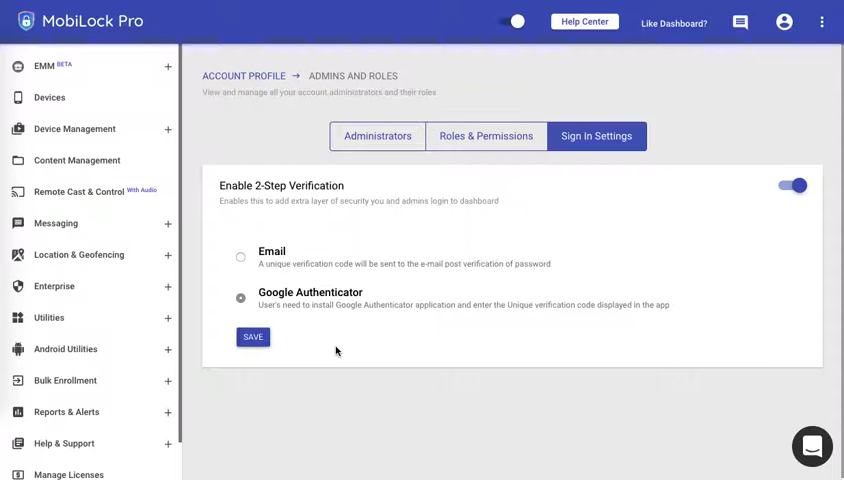 MobiLock Pro
Help Center
Like Dashboard?
EMM BETA
Devices
Device Management
Content Management
Remote Cast & Control With Audio
Messaging
Location & Geofencing
Enterprise
Utilities
Android Utilities
Bulk Enrollment
Reports & Alerts
Help & Support
Manage Licenses
ACCOUNT PROFILE → ADMINS AND ROLES
View and manage all your account administrators and their roles
Administrators
Roles & Permissions
Sign In Settings
Enable 2-Step Verification
Enables this to add extra layer of security you and admins login to dashboard
Email
A unique verification code will be sent to the e-mail post verification of password
Google Authenticator
User's need to install Google Authenticator application and enter the Unique verification code displayed in the app
SAVE